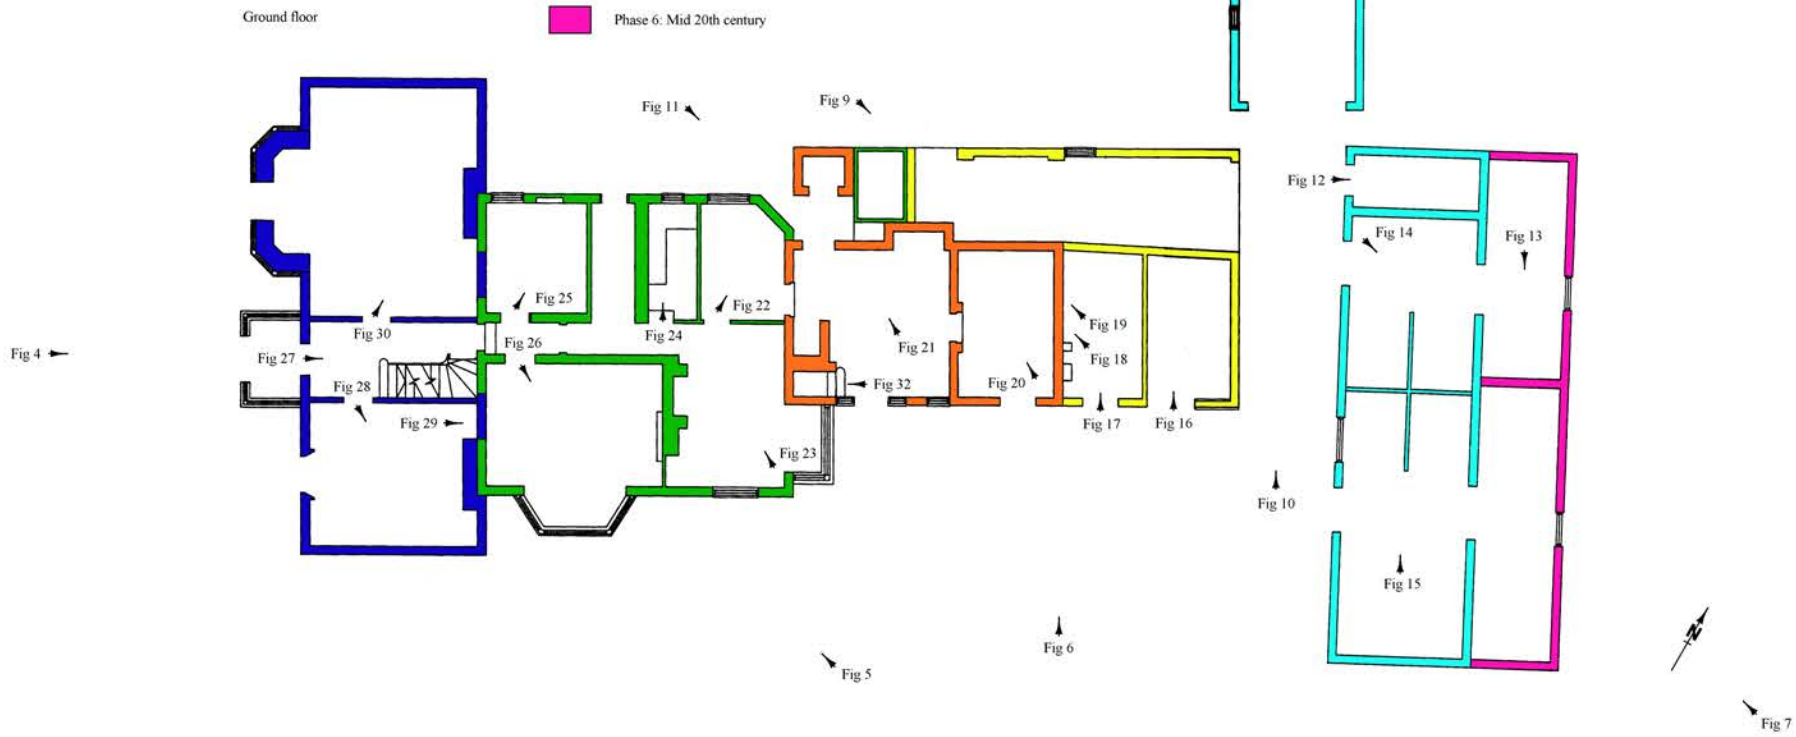 Ground floor
Phase 6: Mid 20th century
Fig 11
Fig 9
Fig 12
Fig 14
Fig 13
Fig 25
Fig 22
Fig 30
Fig 24
Fig 19
Fig 26
Fig 21
Fig 18
Fig 4
Fig 27
Fig 28
Fig 32
Fig 20
Fig 29
Fig 17
Fig 16
Fig 23
Fig 10
Fig 15
N
Fig 6
Fig 5
Fig 7